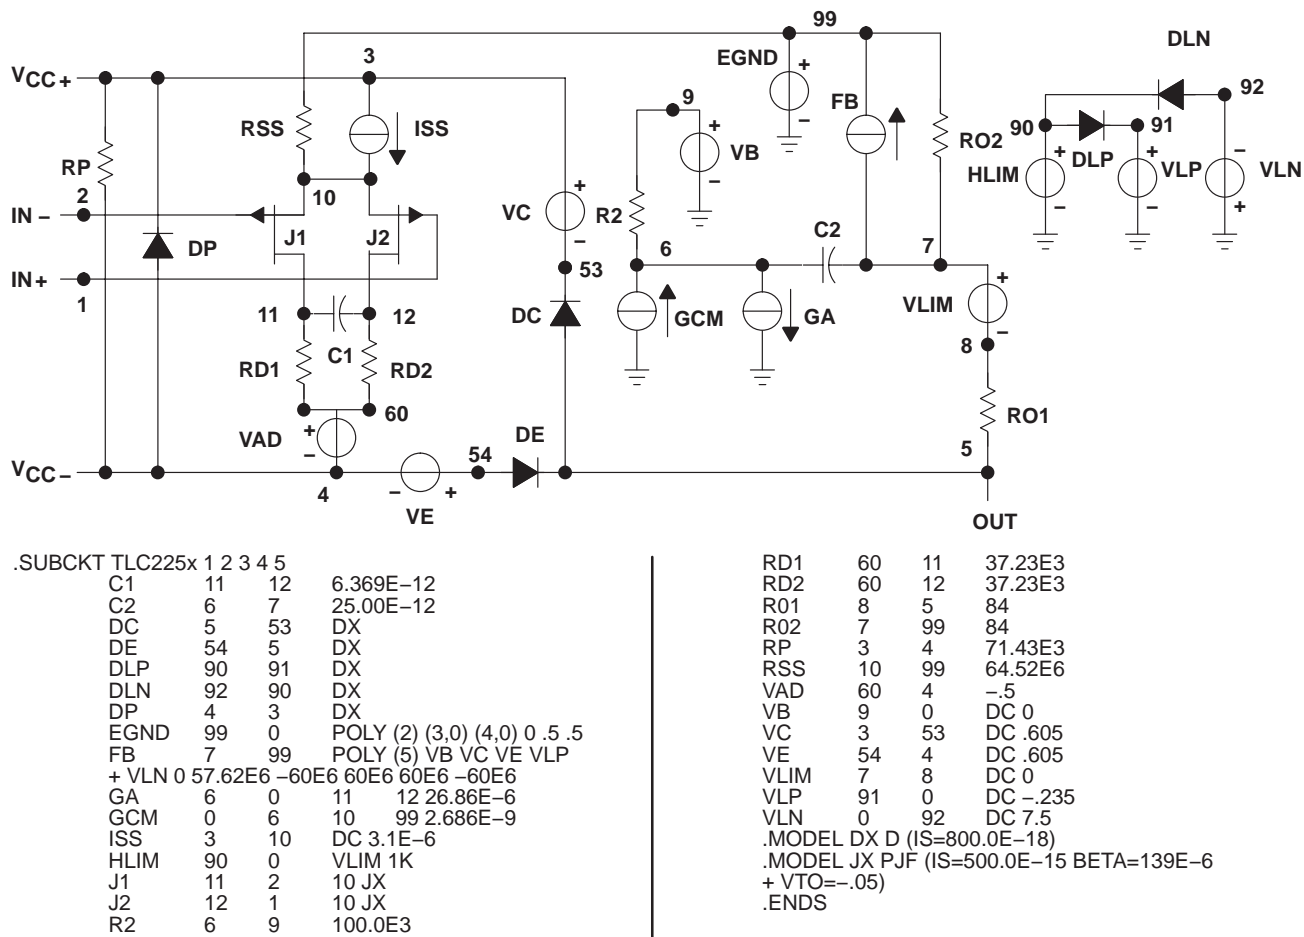 99
3
DLN
VCC+
EGND
+
9
92
FB
RSS
ISS
+
90
91
RP
VB
RO2
DLP
2
10
HLIM
VLP
VLN
IN −
VC
R2
C2
J1
J2
DP
6
7
IN+
53
1
VLIM
11
12
DC
GCM
GA
8
C1
RD1
RD2
60
RO1
VAD
DE
54
5
VCC−
4
VE
OUT
.SUBCKT TLC225x 1 2 3 4 5
C1 11 12 6.369E−12
C2 6 7 25.00E−12
DC 5 53 DX
DE 54 5 DX
DLP 90 91 DX
DLN 92 90 DX
DP 4 3 DX
EGND 99 0 POLY (2) (3,0) (4,0) 0 .5 .5
FB 7 99 POLY (5) VB VC VE VLP
+ VLN 0 57.62E6 −60E6 60E6 60E6 −60E6
GA 6 0 11 12 26.86E−6
GCM 0 6 10 99 2.686E−9
ISS 3 10 DC 3.1E−6
HLIM 90 0 VLIM 1K
J1 11 2 10 JX
J2 12 1 10 JX
R2 6 9 100.0E3
RD1 60 11 37.23E3
RD2 60 12 37.23E3
R01 8 5 84
R02 7 99 84
RP 3 4 71.43E3
RSS 10 99 64.52E6
VAD 60 4 −.5
VB 9 0 DC 0
VC 3 53 DC .605
VE 54 4 DC .605
VLIM 7 8 DC 0
VLP 91 0 DC −.235
VLN 0 92 DC 7.5
.MODEL DX D (IS=800.0E−18)
.MODEL JX PJF (IS=500.0E−15 BETA=139E−6
+ VTO=−.05)
.ENDS